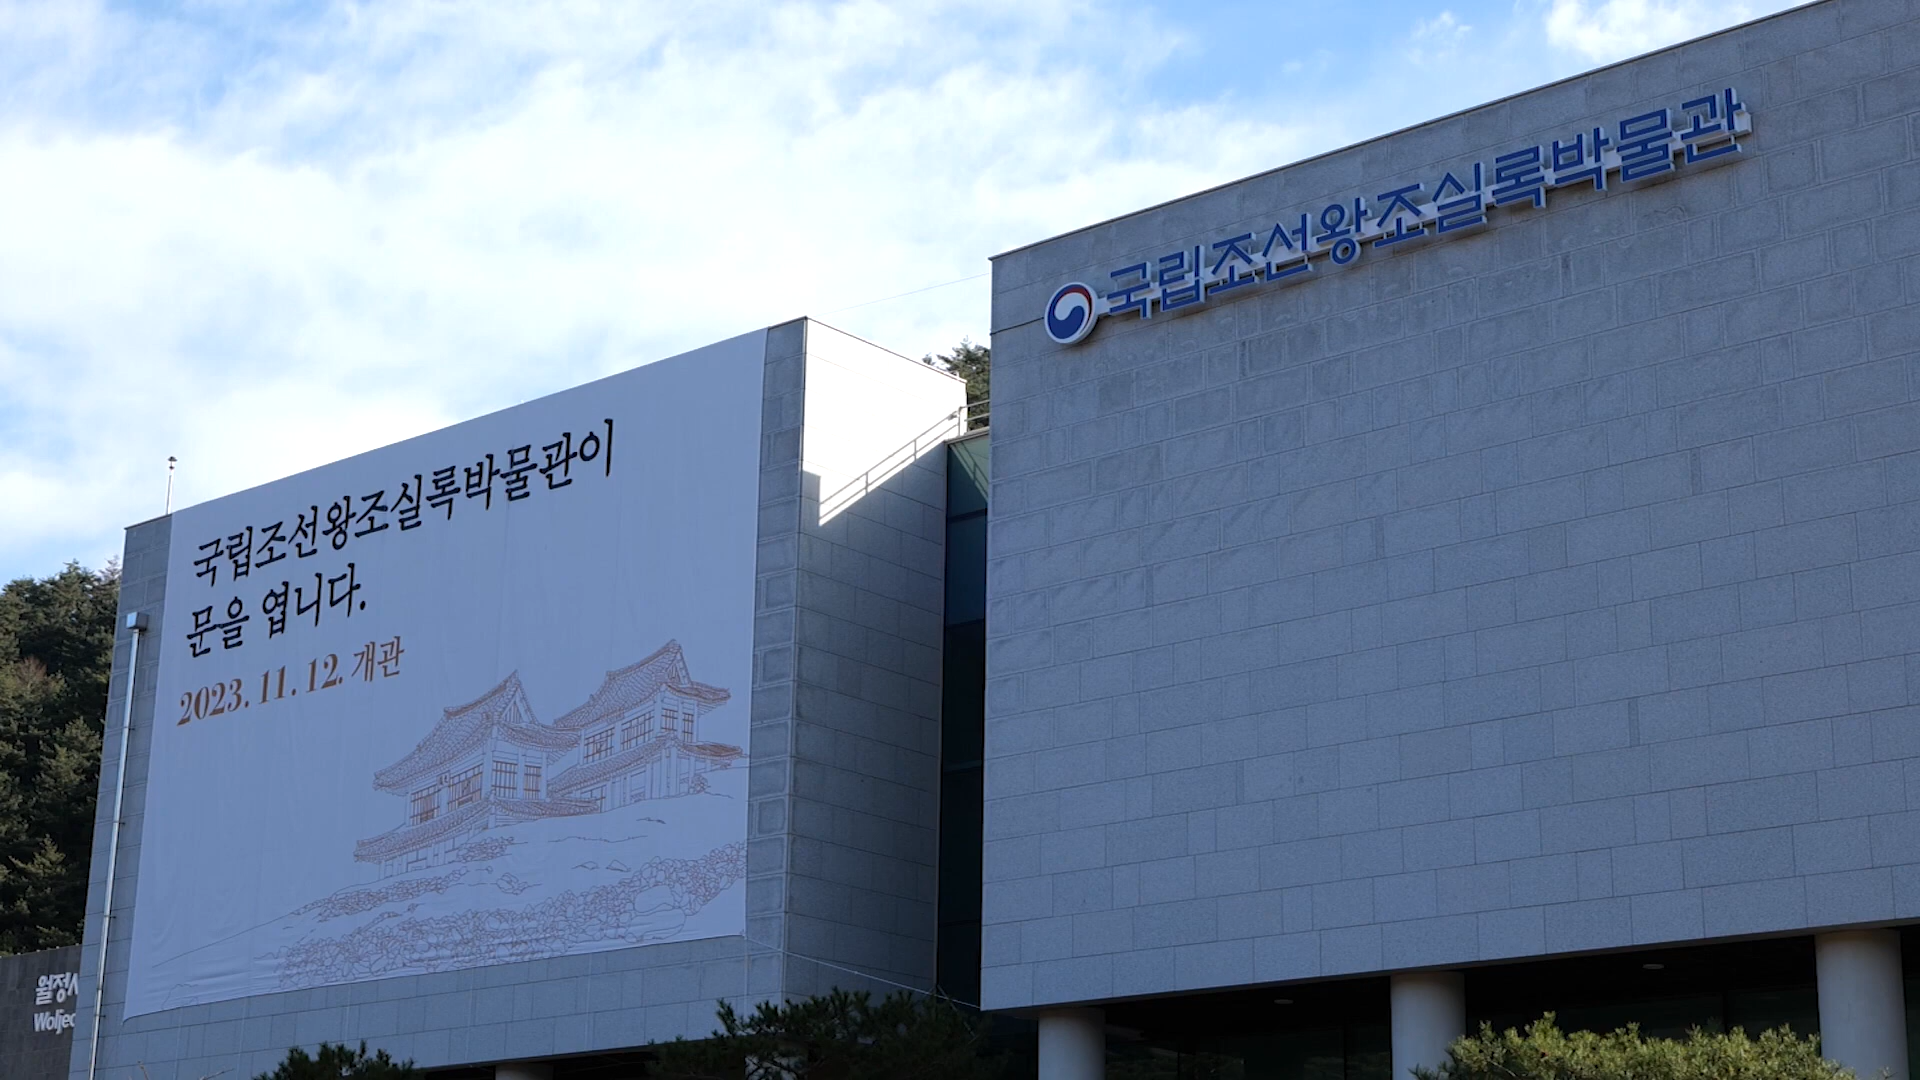 국립조선왕조실록박물관이
문을 엽니다.
2023. 11. 12. 개관
국립조선왕조실록박물관